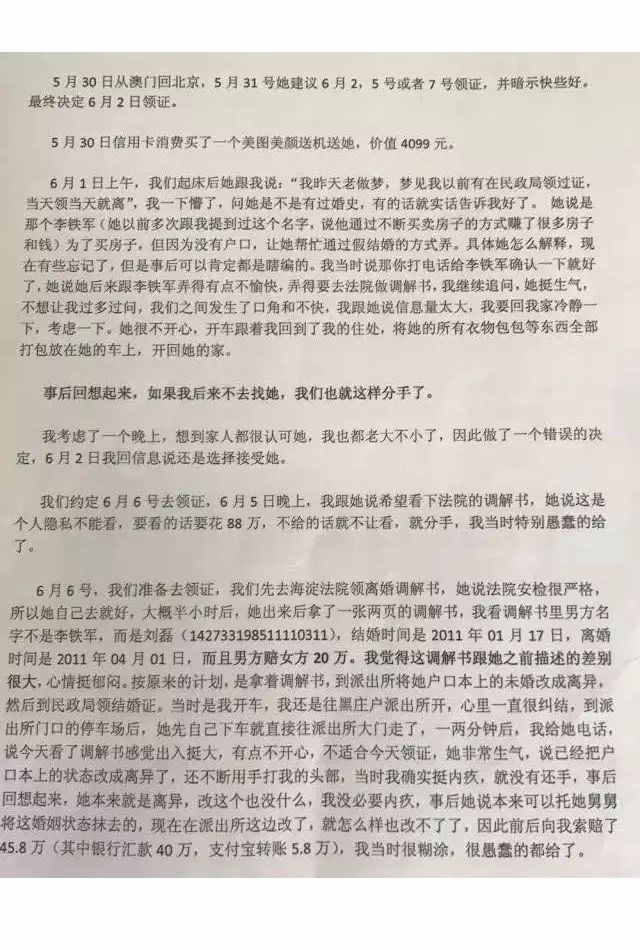 5 月 30 日从澳门回北京，5 月 31 号她建议 6 月 2，5 号或者 7 号领证，并暗示快些好。
最终决定 6 月 2 日领证。
5 月 30 日信用卡消费买了一个美图美颜送机送她，价值 4099 元。
6 月 1 日上午，我们起床后她跟我说：“我昨天老做梦，梦见我以前有在民政局领过证，
当天领当天就离”，我一下懵了，问她是不是有过婚史，有的话就实话告诉我好了。 她说是
那个李铁军（她以前多次跟我提到过这个名字，说他通过不断买卖房子的方式赚了很多房子
和钱）为了买房子，但因为没有户口，让她帮忙通过假结婚的方式弄。具体她怎么解释，现
在有些忘记了，但是事后可以肯定都是瞎编的。我当时说那你打电话给李铁军确认一下就好
了，她说她后来跟李铁军弄得有点不愉快，弄得要去法院做调解书，我继续追问，她挺生气，
不想让我过多过问，我们之间发生了口角和不快，我跟她说信息量太大，我要回我家冷静一
下，考虑一下。她很不开心，开车跟着我回到了我的住处，将她的所有衣物包包等东西全部
打包放在她的车上，开回她的家。
事后回想起来，如果我后来不去找她，我们也就这样分手了。
我考虑了一个晚上，想到家人都很认可她，我也都老大不小了，因此做了一个错误的决
定，6 月 2 日我回信息说还是选择接受她。
我们约定 6 月 6 号去领证，6 月 5 日晚上，我跟她说希望看下法院的调解书，她说这是
个人隐私不能看，要看的话要花 88 万，不给的话就不让看，就分手，我当时特别愚蠢的给
了。
6 月 6 号，我们准备去领证，我们先去海淀法院领离婚调解书，她说法院安检很严格，
所以她自己去就好，大概半小时后，她出来后拿了一张两页的调解书，我看调解书里男方名
字不是李铁军，而是刘磊（142733198511110311），结婚时间是 2011 年 01 月 17 日，离婚
时间是 2011 年 04 月 01 日，而且男方赔女方 20 万。我觉得这调解书跟她之前描述的差别
很大，心情挺郁闷。按原来的计划，是拿着调解书，到派出所将她户口本上的未婚改成离异，
然后到民政局领结婚证。当时是我开车，我还是往黑庄户派出所开，心里一直很纠结，到派
出所门口的停车场后，她先自己下车就直接往派出所大门走了，一两分钟后，我给她电话，
说今天看了调解书感觉出入挺大，有点不开心，不适合今天领证，她非常生气，说已经把户
口本上的状态改成离异了，还不断用手打我的头部，当时我确实挺内疚，就没有还手，事后
回想起来，她本来就是离异，改这个也没什么，我没必要内疚，事后她说本来可以托她舅舅
将这婚姻状态抹去的，现在在派出所这边改了，就怎么样也改不了了，因此前后向我索赔了
45.8 万（其中银行汇款 40 万，支付宝转账 5.8 万），我当时很糊涂，很愚蠢的都给了。